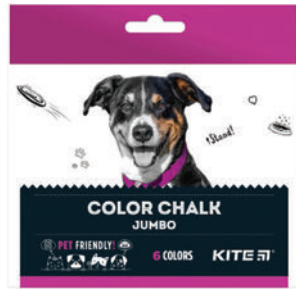 Stand!
COLOR CHALK
JUMBO
PET FRIENDLY!
6 COLORS
KITE